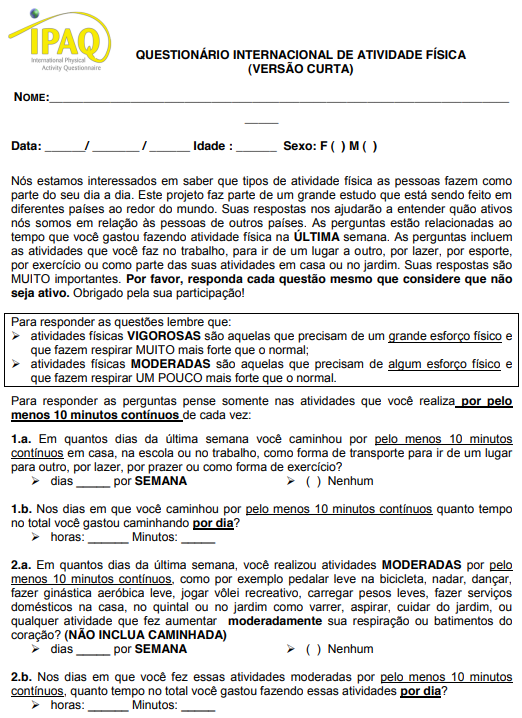 IPAQ
International Physical
Activity Questionnaire
QUESTIONÁRIO INTERNACIONAL DE ATIVIDADE FÍSICA
(VERSÃO CURTA)
NOME:_______________________________________________________________________
_____
Data: ______/ _______ / ______ Idade : ______ Sexo: F ( ) M ( )
Nós estamos interessados em saber que tipos de atividade física as pessoas fazem como
parte do seu dia a dia. Este projeto faz parte de um grande estudo que está sendo feito em
diferentes países ao redor do mundo. Suas respostas nos ajudarão a entender quão ativos
nós somos em relação às pessoas de outros países. As perguntas estão relacionadas ao
tempo que você gastou fazendo atividade física na ÚLTIMA semana. As perguntas incluem
as atividades que você faz no trabalho, para ir de um lugar a outro, por lazer, por esporte,
por exercício ou como parte das suas atividades em casa ou no jardim. Suas respostas são
MUITO importantes. Por favor, responda cada questão mesmo que considere que não
seja ativo. Obrigado pela sua participação!
Para responder as questões lembre que:
➢ atividades físicas VIGOROSAS são aquelas que precisam de um grande esforço físico e
que fazem respirar MUITO mais forte que o normal;
➢ atividades físicas MODERADAS são aquelas que precisam de algum esforço físico e
que fazem respirar UM POUCO mais forte que o normal.
Para responder as perguntas pense somente nas atividades que você realiza por pelo
menos 10 minutos contínuos de cada vez:
1.a. Em quantos dias da última semana você caminhou por pelo menos 10 minutos
contínuos em casa, na escola ou no trabalho, como forma de transporte para ir de um lugar
para outro, por lazer, por prazer ou como forma de exercício?
➢ dias _____ por SEMANA ➢ ( ) Nenhum
1.b. Nos dias em que você caminhou por pelo menos 10 minutos contínuos quanto tempo
no total você gastou caminhando por dia?
➢ horas: ______ Minutos: _____
2.a. Em quantos dias da última semana, você realizou atividades MODERADAS por pelo
menos 10 minutos contínuos, como por exemplo pedalar leve na bicicleta, nadar, dançar,
fazer ginástica aeróbica leve, jogar vôlei recreativo, carregar pesos leves, fazer serviços
domésticos na casa, no quintal ou no jardim como varrer, aspirar, cuidar do jardim, ou
qualquer atividade que fez aumentar moderadamente sua respiração ou batimentos do
coração? (NÃO INCLUA CAMINHADA)
➢ dias _____ por SEMANA ➢ ( ) Nenhum
2.b. Nos dias em que você fez essas atividades moderadas por pelo menos 10 minutos
contínuos, quanto tempo no total você gastou fazendo essas atividades por dia?
➢ horas: ______ Minutos: _____